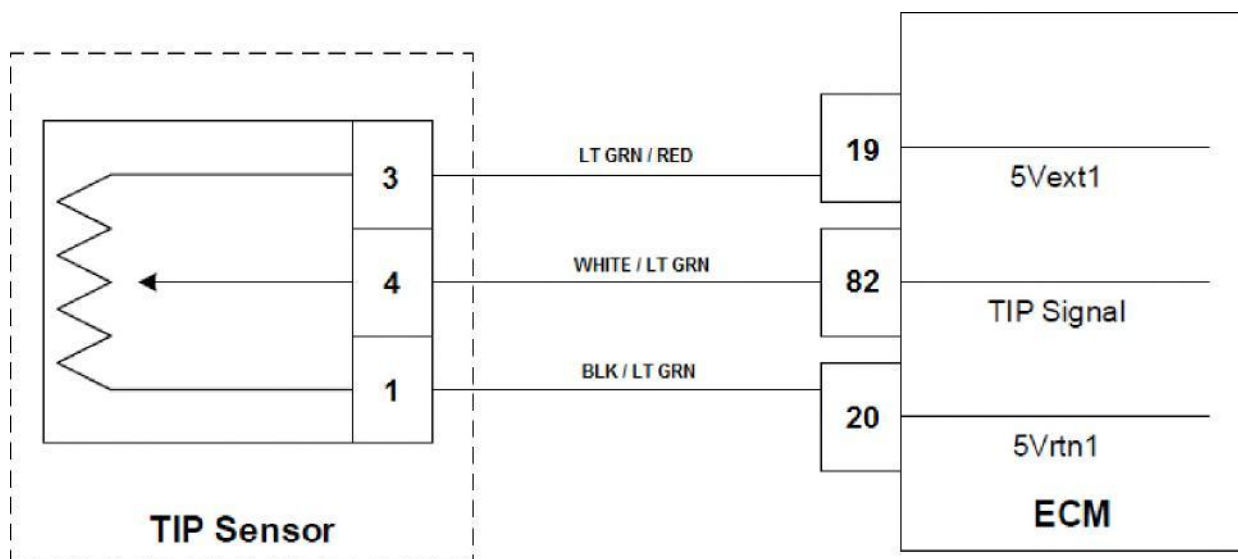 3
LT GRN / RED
19
5Vext1
4
WHITE / LT GRN
82
TIP Signal
1
BLK / LT GRN
20
5Vrtn1
TIP Sensor
ECM